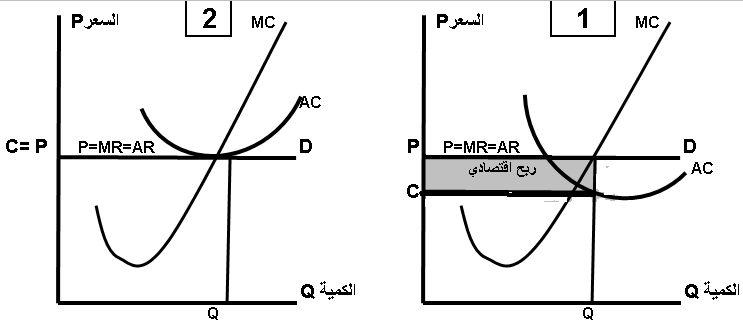 1
السعر P
MC
P
P=MR=AR
D
ربح اقتصادي
AC
C
الكمية Q
Q
2
السعر P
MC
AC
C= P
P=MR=AR
D
الكمية Q
Q